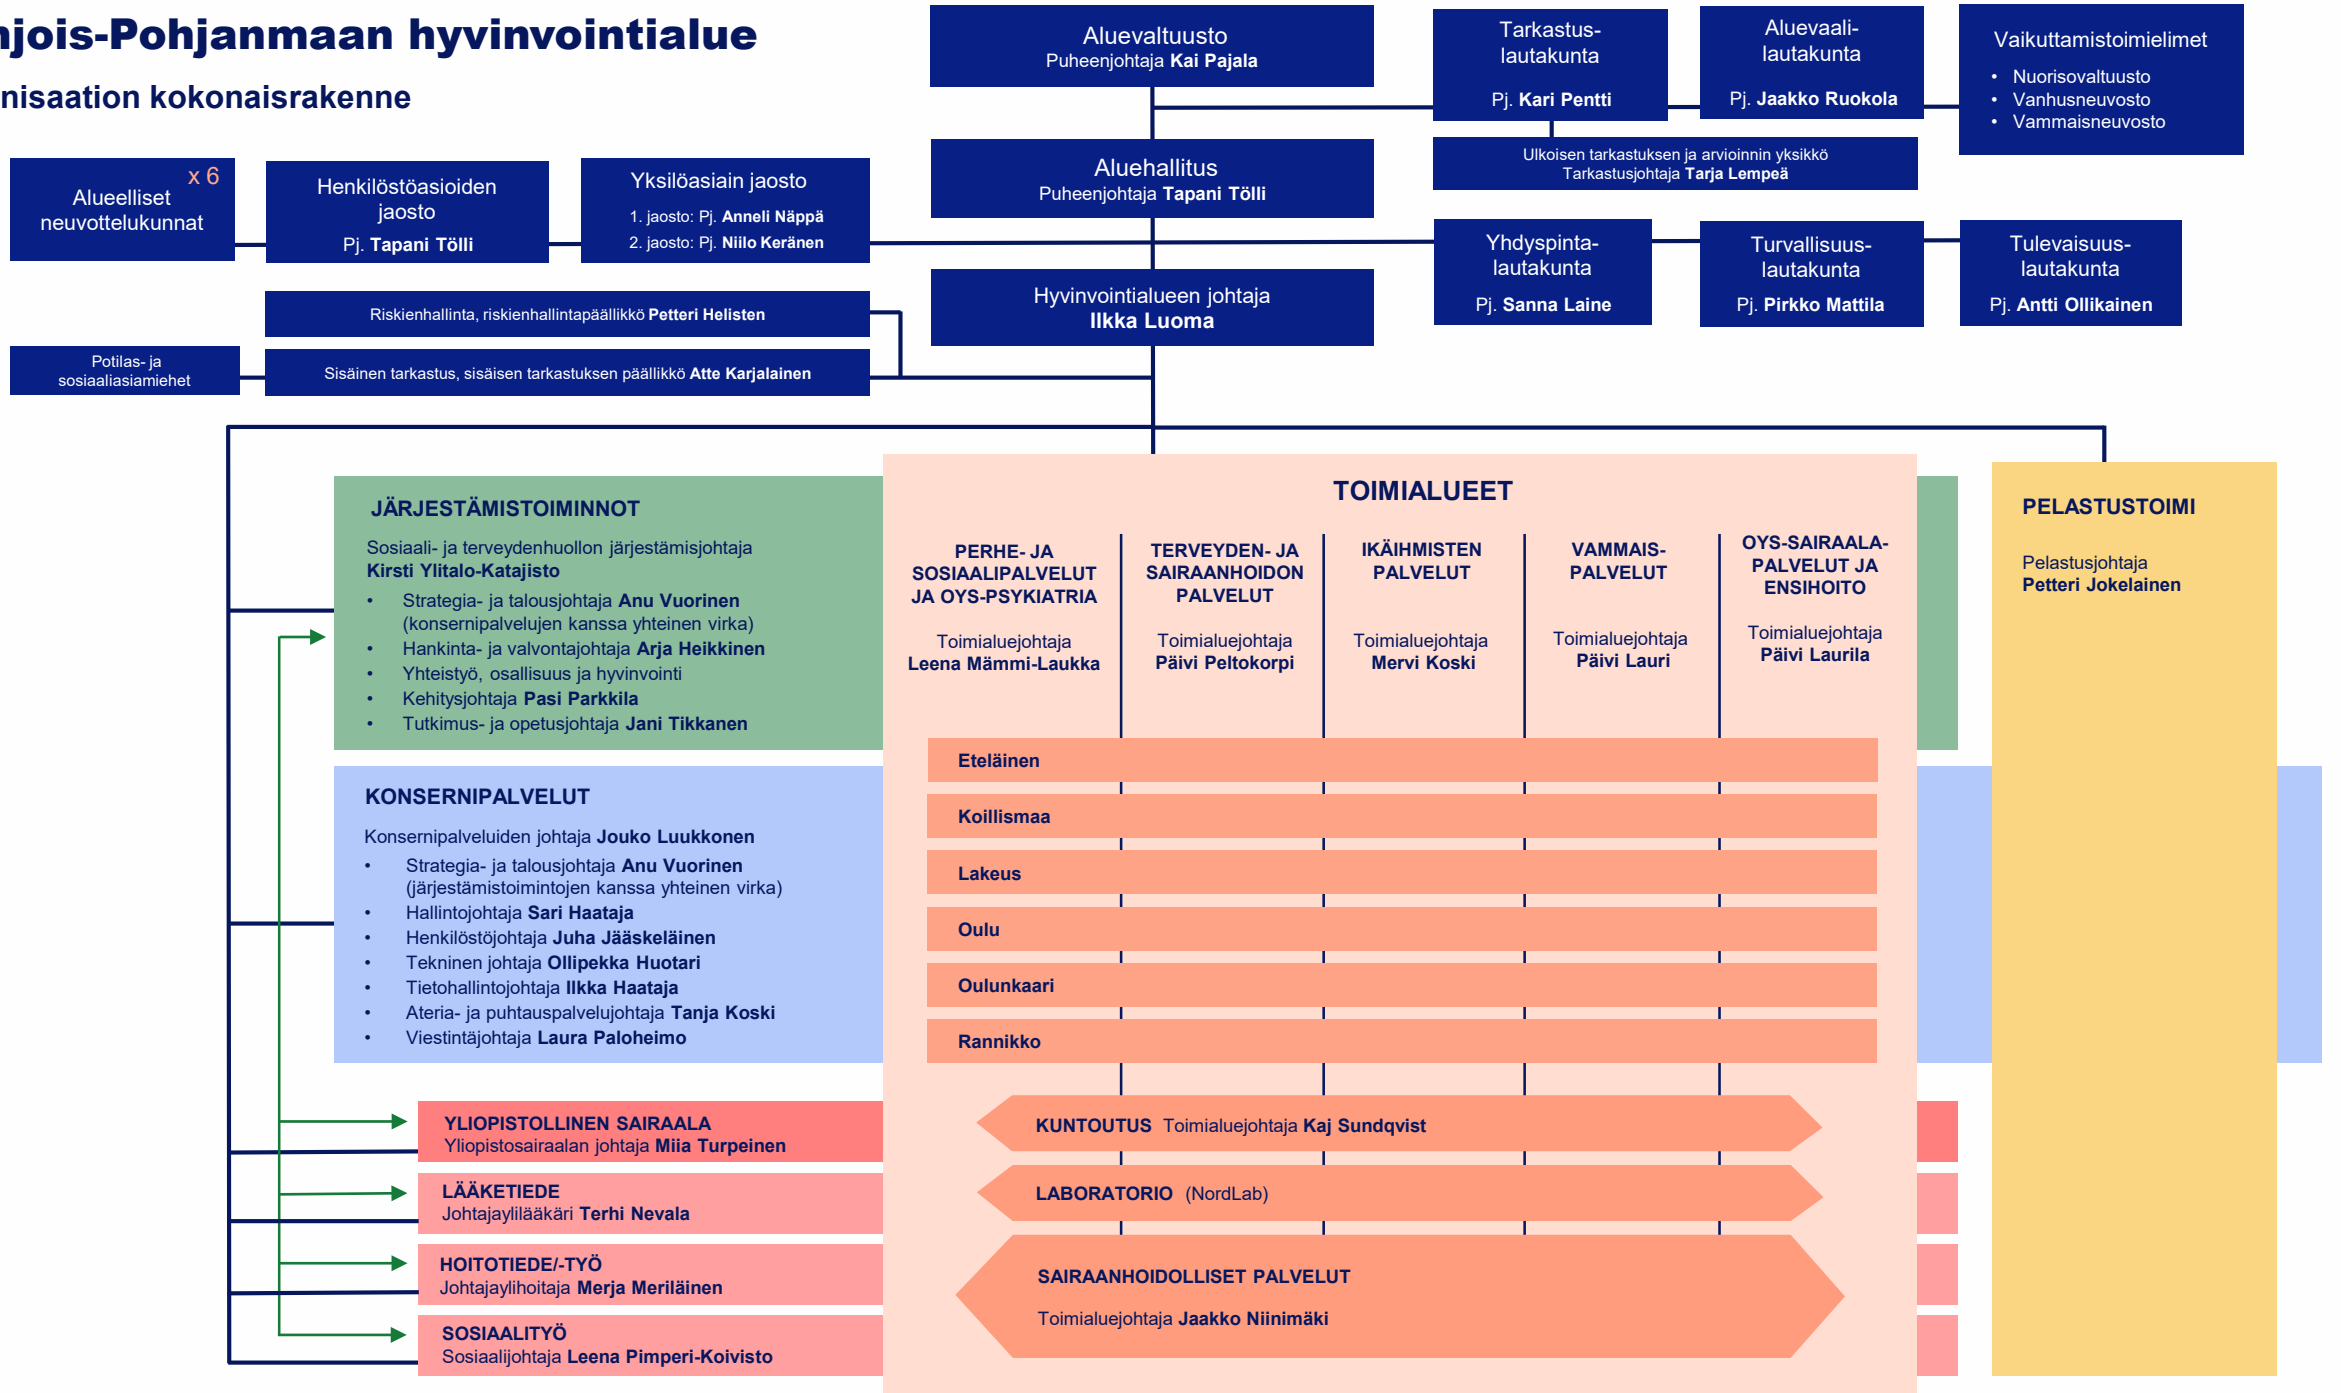 jois-Pohjanmaan hyvinvointialue
nisaation kokonaisrakenne
Aluevaltuusto
Puheenjohtaja Kai Pajala
Tarkastus-
lautakunta
Pj. Kari Pentti
Aluevaali-
lautakunta
Pj. Jaakko Ruokola
Vaikuttamistoimielimet
• Nuorisovaltuusto
• Vanhusneuvosto
• Vammaisneuvosto
Ulkoisen tarkastuksen ja arvioinnin yksikkö
Tarkastusjohtaja Tarja Lempeä
Aluehallitus
Puheenjohtaja Tapani Tölli
x 6
Alueelliset
neuvottelukunnat
Henkilöstöasioiden
jaosto
Pj. Tapani Tölli
Yksilöasiain jaosto
1. jaosto: Pj. Anneli Näppä
2. jaosto: Pj. Niilo Keränen
Yhdyspinta-
lautakunta
Pj. Sanna Laine
Turvallisuus-
lautakunta
Pj. Pirkko Mattila
Tulevaisuus-
lautakunta
Pj. Antti Ollikainen
Hyvinvointialueen johtaja
Ilkka Luoma
Riskienhallinta, riskienhallintapäällikkö Petteri Helisten
Potilas- ja
sosiaaliasiamiehet
Sisäinen tarkastus, sisäisen tarkastuksen päällikkö Atte Karjalainen
JÄRJESTÄMISTOIMINNOT
Sosiaali- ja terveydenhuollon järjestämisjohtaja
Kirsti Ylitalo-Katajisto
• Strategia- ja talousjohtaja Anu Vuorinen
(konsernipalvelujen kanssa yhteinen virka)
• Hankinta- ja valvontajohtaja Arja Heikkinen
• Yhteistyö, osallisuus ja hyvinvointi
• Kehitysjohtaja Pasi Parkkila
• Tutkimus- ja opetusjohtaja Jani Tikkanen
KONSERNIPALVELUT
Konsernipalveluiden johtaja Jouko Luukkonen
• Strategia- ja talousjohtaja Anu Vuorinen
(järjestämistoimintojen kanssa yhteinen virka)
• Hallintojohtaja Sari Haataja
• Henkilöstöjohtaja Juha Jääskeläinen
• Tekninen johtaja Ollipekka Huotari
• Tietohallintojohtaja Ilkka Haataja
• Ateria- ja puhtauspalvelujohtaja Tanja Koski
• Viestintäjohtaja Laura Paloheimo
YLIOPISTOLLINEN SAIRAALA
Yliopistosairaalan johtaja Miia Turpeinen
LÄÄKETIEDE
Johtajaylilääkäri Terhi Nevala
HOITOTIEDE/-TYÖ
Johtajaylihoitaja Merja Meriläinen
SOSIAALITYÖ
Sosiaalijohtaja Leena Pimperi-Koivisto
TOIMIALUEET
PERHE- JA
SOSIAALIPALVELUT
JA OYS-PSYKIATRIA
Toimialuejohtaja
Leena Mämmi-Laukka
TERVEYDEN- JA
SAIRAANHOIDON
PALVELUT
Toimialuejohtaja
Päivi Peltokorpi
IKÄIHMISTEN
PALVELUT
Toimialuejohtaja
Mervi Koski
VAMMAIS-
PALVELUT
Toimialuejohtaja
Päivi Lauri
OYS-SAIRAALA-
PALVELUT JA
ENSIHOITO
Toimialuejohtaja
Päivi Laurila
Eteläinen
Koillismaa
Lakeus
Oulu
Oulunkaari
Rannikko
KUNTOUTUS Toimialuejohtaja Kaj Sundqvist
LABORATORIO (NordLab)
SAIRAANHOIDOLLISET PALVELUT
Toimialuejohtaja Jaakko Niinimäki
PELASTUSTOIMI
Pelastusjohtaja
Petteri Jokelainen